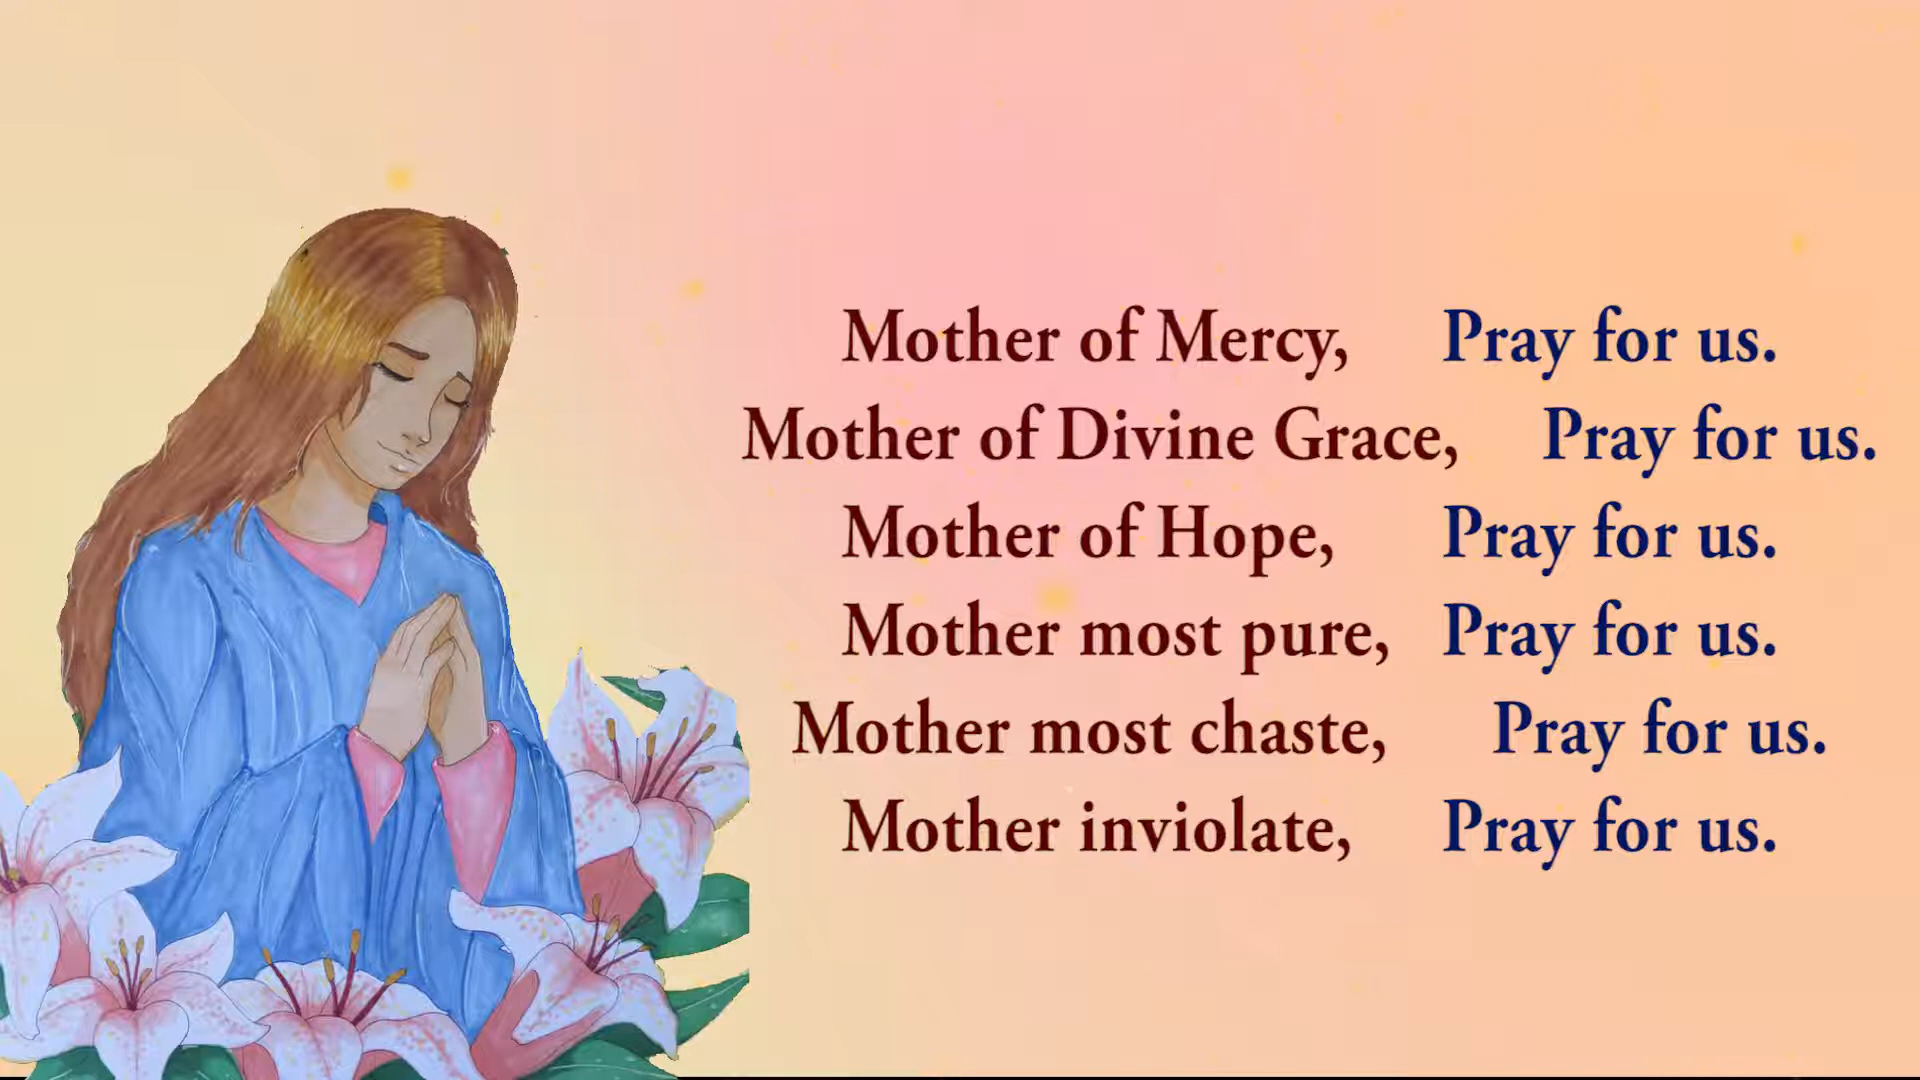 Mother of Mercy, Pray for us.
Mother of Divine Grace, Pray for us.
Mother of Hope, Pray for us.
Mother most pure, Pray for us.
Mother most chaste, Pray for us.
Mother inviolate, Pray for us.